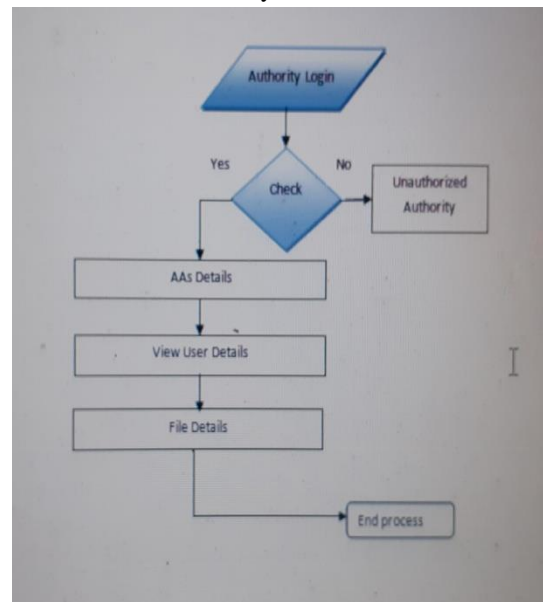 Authority Login
Yes
No
Check
Unauthorized
Authority
AAs Details
View User Details
File Details
End process